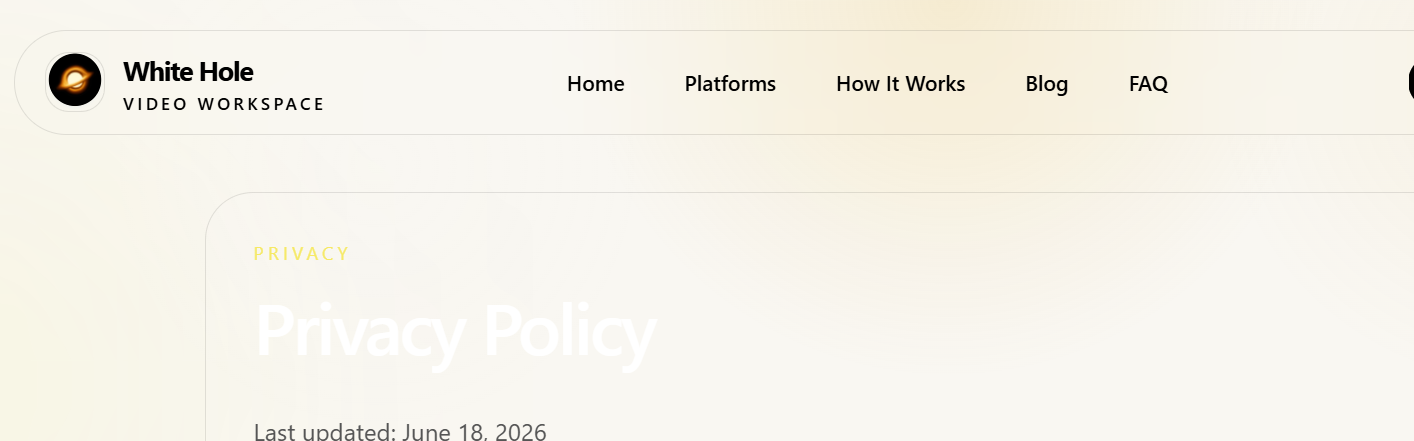 White Hole
VIDEO WORKSPACE
Home Platforms How It Works Blog FAQ
PRIVACY
Privacy Policy
Last updated: June 18, 2026